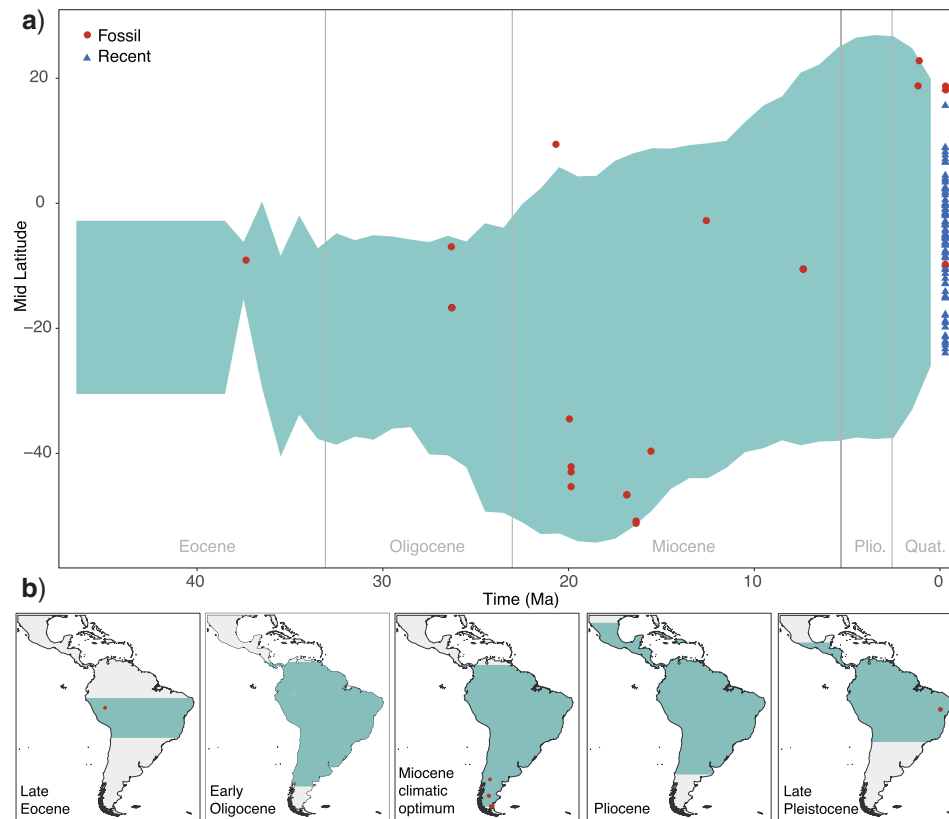 a)
Fossil
Recent
20
0
−20
−40
Mid Latitude
Eocene
Oligocene
Miocene
Plio.
Quat.
40
30
20
10
0
Time (Ma)
b)
Late
Eocene
Early
Oligocene
Miocene
climatic
optimum
Pliocene
Late
Pleistocene